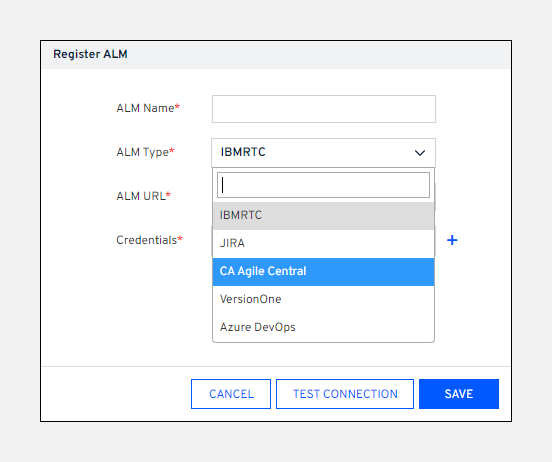 Register ALM
ALM Name*
ALM Type*
IBMRTC
ALM URL*
IBMRTC
Credentials*
JIRA
CA Agile Central
VersionOne
Azure DevOps
CANCEL
TEST CONNECTION
SAVE